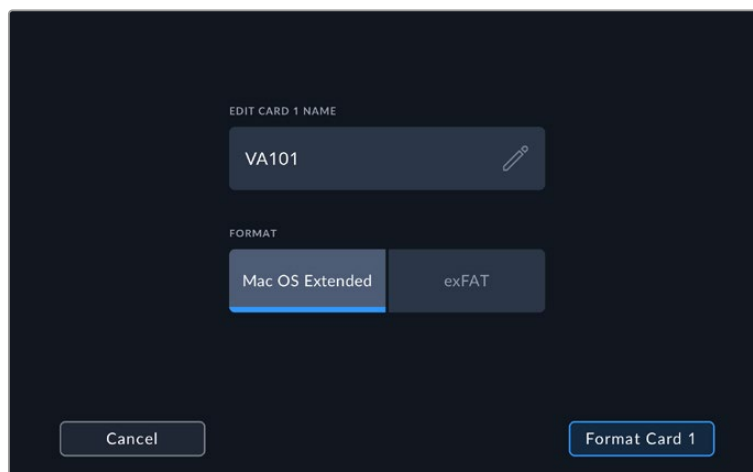 EDIT CARD 1 NAME
VA101
FORMAT
Mac OS Extended
exFAT
Cancel
Format Card 1